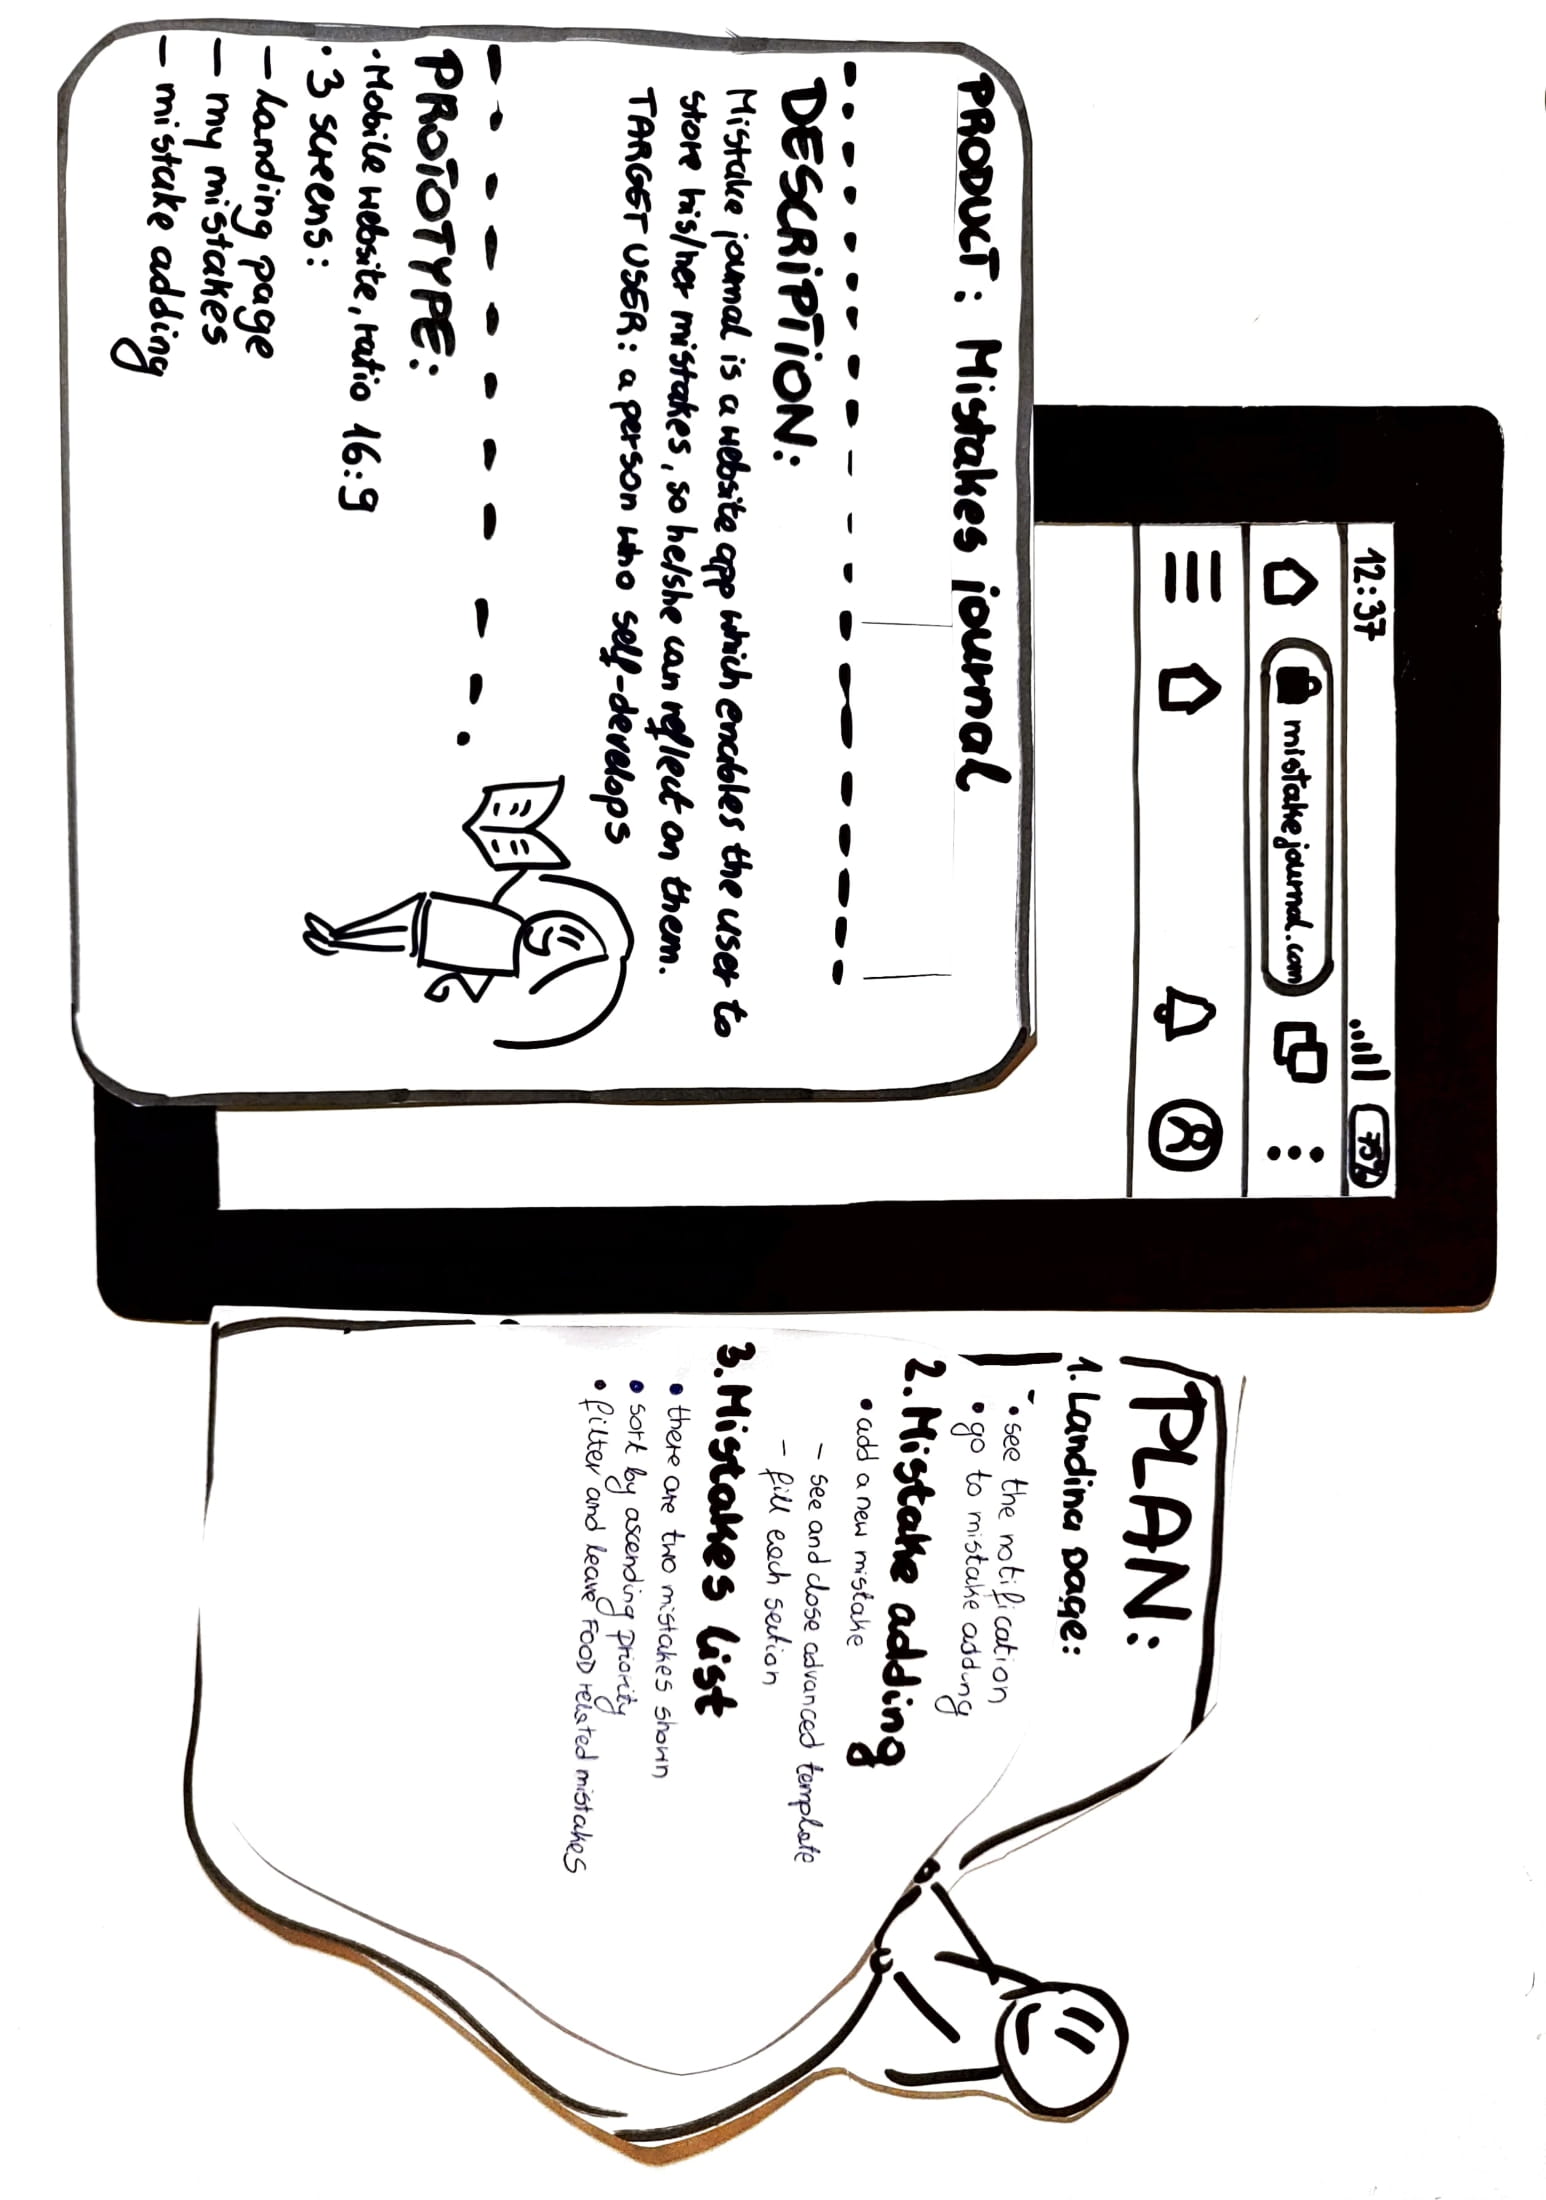 12:37
75%
mistakejournal.com
PRODUCT: Mistakes journal
DESCRIPTION:
Mistake journal is a website app which enables the user to
store his/her mistakes, so he/she can reflect on them.
TARGET USER: a person who self-develops
PROTOTYPE:
• Mobile website, ratio 16:9
• 3 screens:
– landing page
– my mistakes
– mistake adding
PLAN:
1. Landing page:
• see the notification
• go to mistake adding
2. Mistake adding
• add a new mistake
– see and close advanced template
– fill each section
3. Mistakes list
• there are two mistakes shown
• sort by ascending priority
• filter and leave FOOD related mistakes